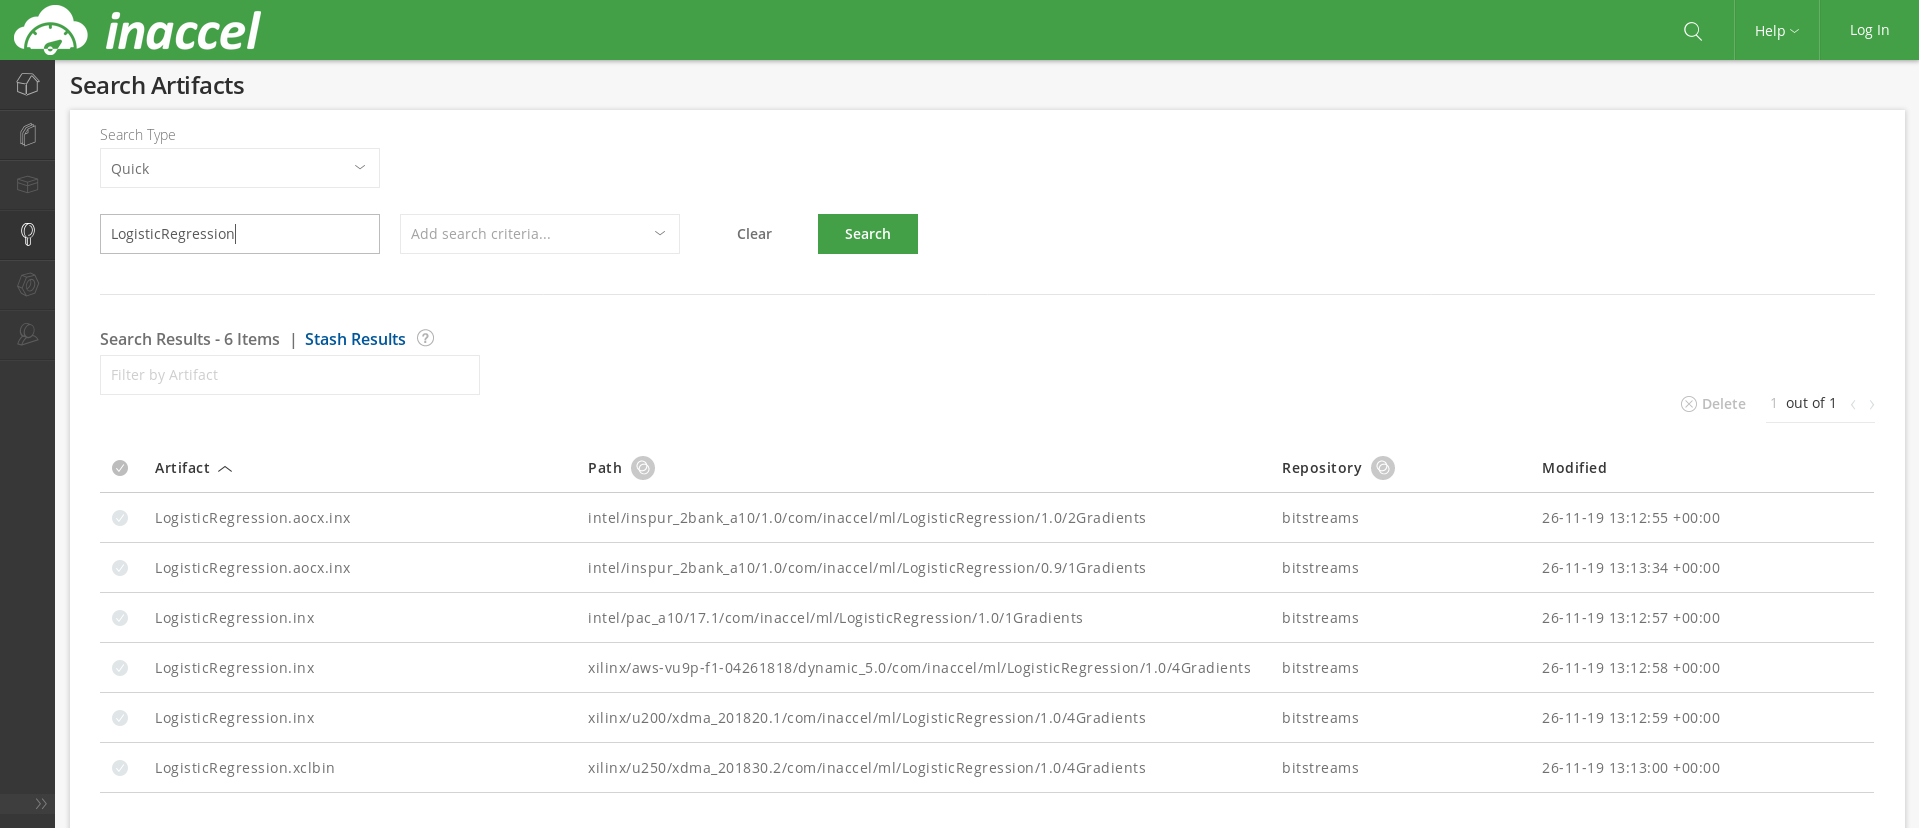 inaccel
Help
Log In
Search Artifacts
Search Type
Quick
LogisticRegression
Add search criteria...
Clear
Search
Search Results - 6 Items | Stash Results ?
Filter by Artifact
Delete 1 out of 1
Artifact Path Repository Modified
LogisticRegression.aocx.inx intel/inspur_2bank_a10/1.0/com/inaccel/ml/LogisticRegression/1.0/2Gradients bitstreams 26-11-19 13:12:55 +00:00
LogisticRegression.aocx.inx intel/inspur_2bank_a10/1.0/com/inaccel/ml/LogisticRegression/0.9/1Gradients bitstreams 26-11-19 13:13:34 +00:00
LogisticRegression.inx intel/pac_a10/17.1/com/inaccel/ml/LogisticRegression/1.0/1Gradients bitstreams 26-11-19 13:12:57 +00:00
LogisticRegression.inx xilinx/aws-vu9p-f1-04261818/dynamic_5.0/com/inaccel/ml/LogisticRegression/1.0/4Gradients bitstreams 26-11-19 13:12:58 +00:00
LogisticRegression.inx xilinx/u200/xdma_201820.1/com/inaccel/ml/LogisticRegression/1.0/4Gradients bitstreams 26-11-19 13:12:59 +00:00
LogisticRegression.xclbin xilinx/u250/xdma_201830.2/com/inaccel/ml/LogisticRegression/1.0/4Gradients bitstreams 26-11-19 13:13:00 +00:00